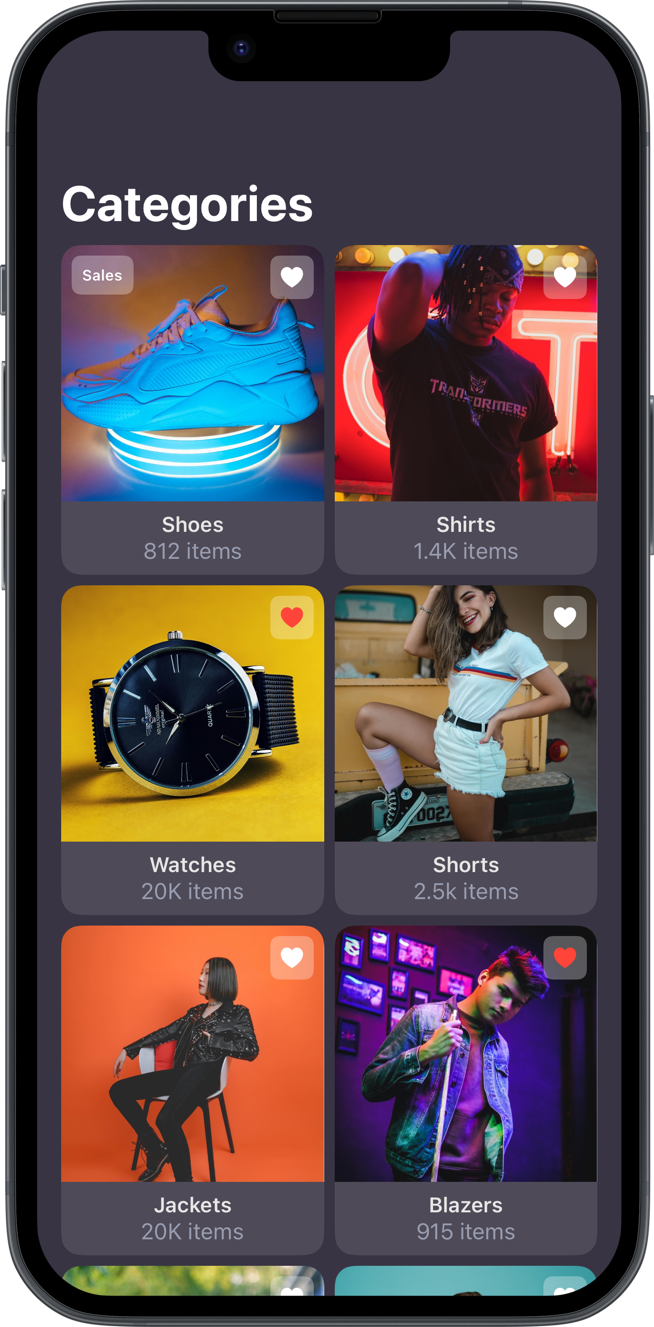 Categories
Sales
TRANSFORMERS
Shoes
812 items
Shirts
1.4K items
QUARTZ
Watches
20K items
Shorts
2.5k items
Jackets
20K items
Blazers
915 items